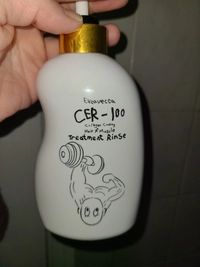 Elizavecca
CER-100
Collagen Coating
Hair A+ Muscle
Treatment Rinse